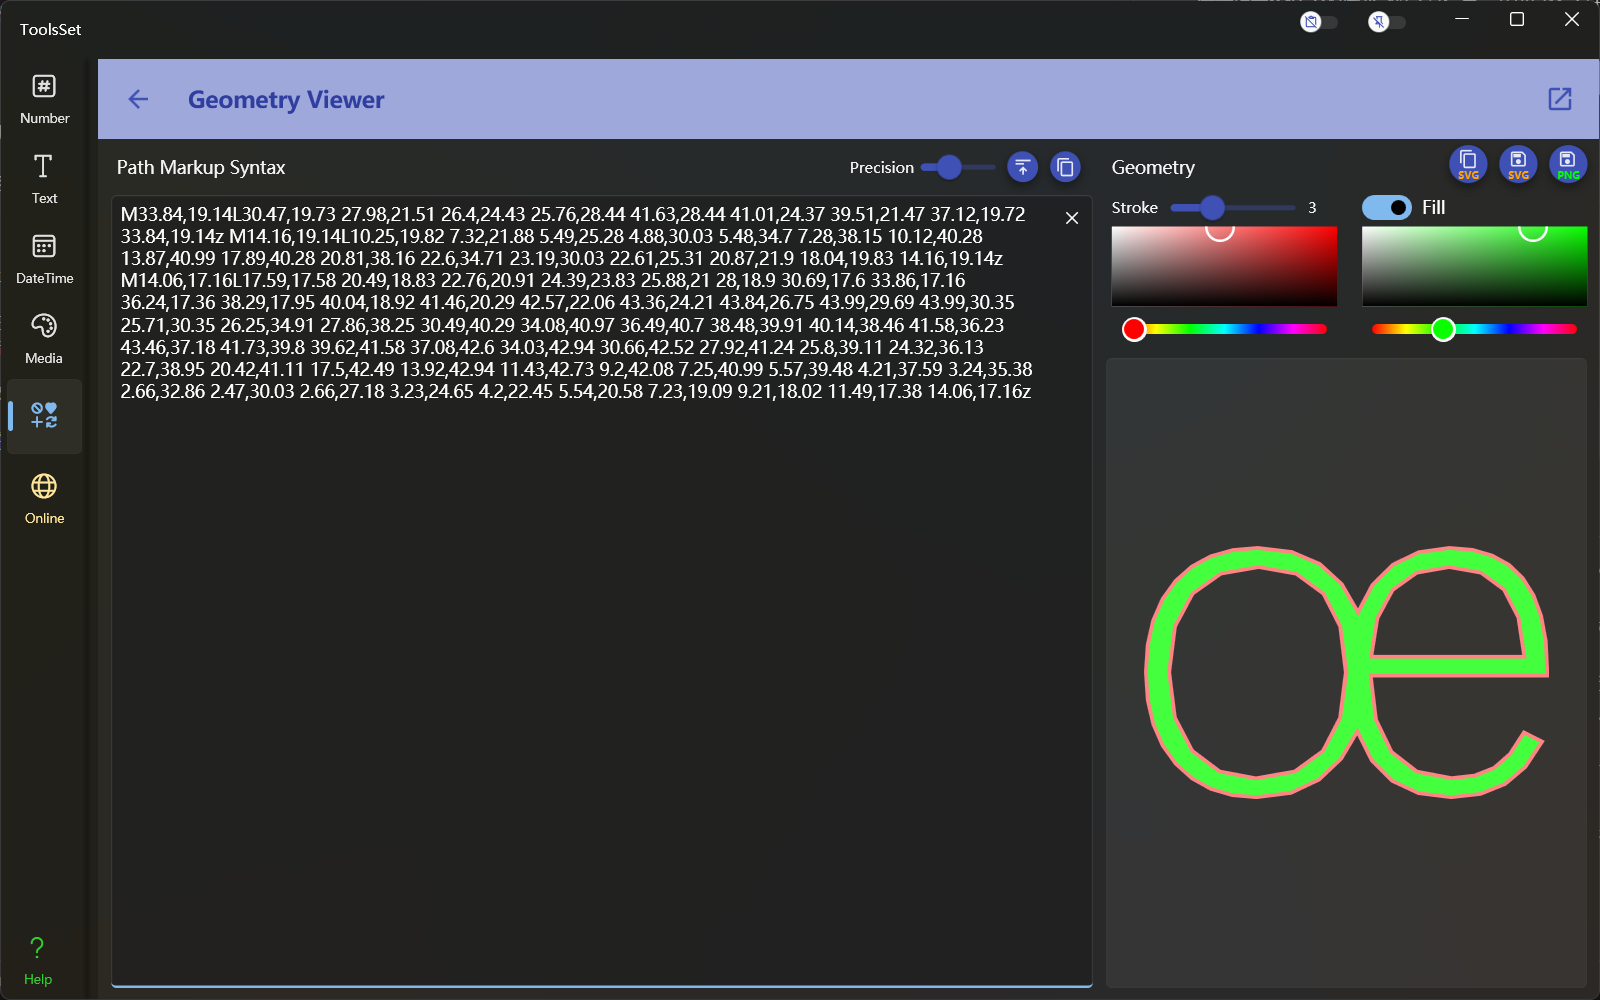 ToolsSet
Number
Text
DateTime
Media
Online
Help
Geometry Viewer
Path Markup Syntax
Precision
M33.84,19.14L30.47,19.73 27.98,21.51 26.4,24.43 25.76,28.44 41.63,28.44 41.01,24.37 39.51,21.47 37.12,19.72
33.84,19.14z M14.16,19.14L10.25,19.82 7.32,21.88 5.49,25.28 4.88,30.03 5.48,34.7 7.28,38.15 10.12,40.28
13.87,40.99 17.89,40.28 20.81,38.16 22.6,34.71 23.19,30.03 22.61,25.31 20.87,21.9 18.04,19.83 14.16,19.14z
M14.06,17.16L17.59,17.58 20.49,18.83 22.76,20.91 24.39,23.83 25.88,21 28,18.9 30.69,17.6 33.86,17.16
36.24,17.36 38.29,17.95 40.04,18.92 41.46,20.29 42.57,22.06 43.36,24.21 43.84,26.75 43.99,29.69 43.99,30.35
25.71,30.35 26.25,34.91 27.86,38.25 30.49,40.29 34.08,40.97 36.49,40.7 38.48,39.91 40.14,38.46 41.58,36.23
43.46,37.18 41.73,39.8 39.62,41.58 37.08,42.6 34.03,42.94 30.66,42.52 27.92,41.24 25.8,39.11 24.32,36.13
22.7,38.95 20.42,41.11 17.5,42.49 13.92,42.94 11.43,42.73 9.2,42.08 7.25,40.99 5.57,39.48 4.21,37.59 3.24,35.38
2.66,32.86 2.47,30.03 2.66,27.18 3.23,24.65 4.2,22.45 5.54,20.58 7.23,19.09 9.21,18.02 11.49,17.38 14.06,17.16z
Geometry
SVG
SVG
PNG
Stroke
3
Fill
œ